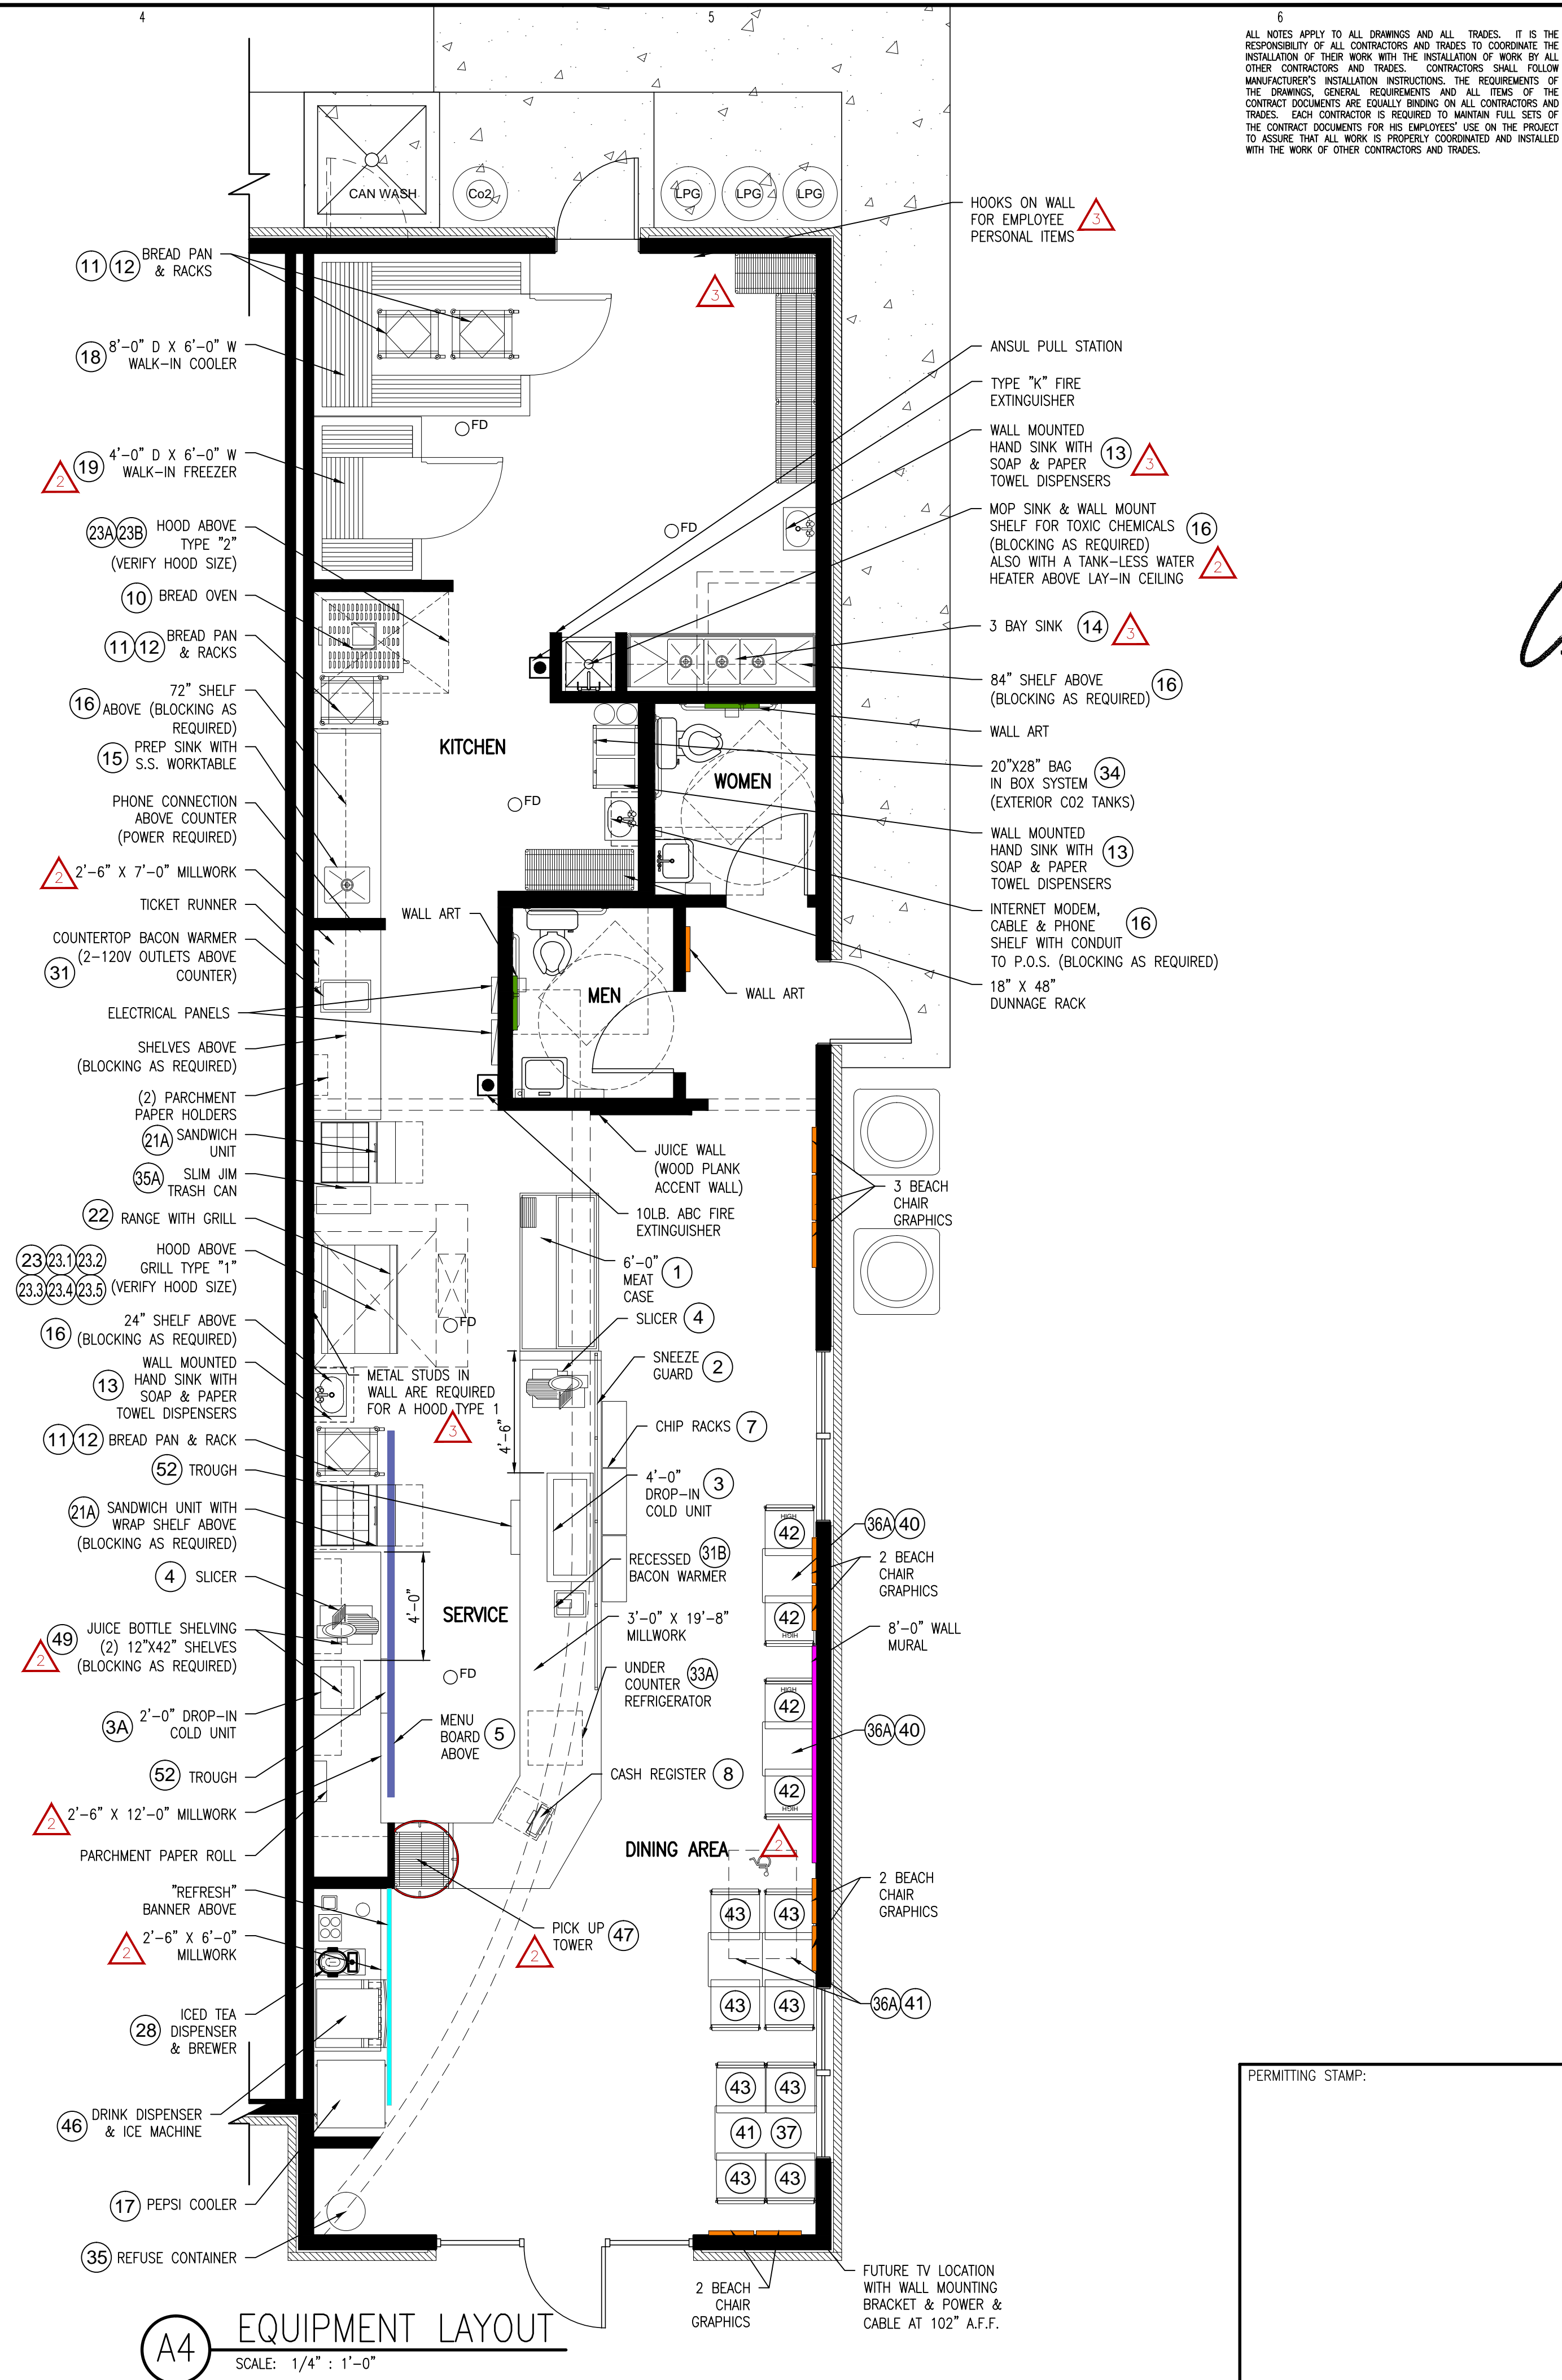 4
5
6
ALL NOTES APPLY TO ALL DRAWINGS AND ALL TRADES. IT IS THE
RESPONSIBILITY OF ALL CONTRACTORS AND TRADES TO COORDINATE THE
INSTALLATION OF THEIR WORK WITH THE INSTALLATION OF WORK BY ALL
OTHER CONTRACTORS AND TRADES. CONTRACTORS SHALL FOLLOW
MANUFACTURER'S INSTALLATION INSTRUCTIONS. THE REQUIREMENTS OF
THE DRAWINGS, GENERAL REQUIREMENTS AND ALL ITEMS OF THE
CONTRACT DOCUMENTS ARE EQUALLY BINDING ON ALL CONTRACTORS AND
TRADES. EACH CONTRACTOR IS REQUIRED TO MAINTAIN FULL SETS OF
THE CONTRACT DOCUMENTS FOR HIS EMPLOYEES' USE ON THE PROJECT
TO ASSURE THAT ALL WORK IS PROPERLY COORDINATED AND INSTALLED
WITH THE WORK OF OTHER CONTRACTORS AND TRADES.
CAN WASH
Co2
LPG
LPG
LPG
11 12 BREAD PAN
& RACKS
18 8'-0" D X 6'-0" W
WALK-IN COOLER
2 19 4'-0" D X 6'-0" W
WALK-IN FREEZER
23A 23B HOOD ABOVE
TYPE "2"
(VERIFY HOOD SIZE)
10 BREAD OVEN
11 12 BREAD PAN
& RACKS
16 72" SHELF
ABOVE (BLOCKING AS
REQUIRED)
15 PREP SINK WITH
S.S. WORKTABLE
PHONE CONNECTION
ABOVE COUNTER
(POWER REQUIRED)
2 2'-6" X 7'-0" MILLWORK
TICKET RUNNER
31 COUNTERTOP BACON WARMER
(2-120V OUTLETS ABOVE
COUNTER)
ELECTRICAL PANELS
SHELVES ABOVE
(BLOCKING AS REQUIRED)
(2) PARCHMENT
PAPER HOLDERS
21A SANDWICH
UNIT
35A SLIM JIM
TRASH CAN
22 RANGE WITH GRILL
23 23.1 23.2 HOOD ABOVE
GRILL TYPE "1"
23.3 23.4 23.5 (VERIFY HOOD SIZE)
16 24" SHELF ABOVE
(BLOCKING AS REQUIRED)
13 WALL MOUNTED
HAND SINK WITH
SOAP & PAPER
TOWEL DISPENSERS
11 12 BREAD PAN & RACK
52 TROUGH
21A SANDWICH UNIT WITH
WRAP SHELF ABOVE
(BLOCKING AS REQUIRED)
4 SLICER
2 49 JUICE BOTTLE SHELVING
(2) 12"X42" SHELVES
(BLOCKING AS REQUIRED)
3A 2'-0" DROP-IN
COLD UNIT
52 TROUGH
2 2'-6" X 12'-0" MILLWORK
PARCHMENT PAPER ROLL
"REFRESH"
BANNER ABOVE
2 2'-6" X 6'-0"
MILLWORK
28 ICED TEA
DISPENSER
& BREWER
46 DRINK DISPENSER
& ICE MACHINE
17 PEPSI COOLER
35 REFUSE CONTAINER
3
FD
FD
KITCHEN
FD
WOMEN
WALL ART
MEN
WALL ART
JUICE WALL
(WOOD PLANK
ACCENT WALL)
10LB. ABC FIRE
EXTINGUISHER
6'-0"
MEAT
CASE
1
FD
SLICER 4
SNEEZE
GUARD
2
METAL STUDS IN
WALL ARE REQUIRED
FOR A HOOD TYPE 1
3
4'-6"
CHIP RACKS 7
4'-0"
DROP-IN
COLD UNIT
3
RECESSED
BACON WARMER
31B
4'-0"
SERVICE
3'-0" X 19'-8"
MILLWORK
FD
UNDER
COUNTER
REFRIGERATOR
33A
MENU
BOARD
ABOVE
5
CASH REGISTER 8
DINING AREA
2
PICK UP
TOWER
47
2
HOOKS ON WALL
FOR EMPLOYEE
PERSONAL ITEMS
3
ANSUL PULL STATION
TYPE "K" FIRE
EXTINGUISHER
WALL MOUNTED
HAND SINK WITH
SOAP & PAPER
TOWEL DISPENSERS
13 3
MOP SINK & WALL MOUNT
SHELF FOR TOXIC CHEMICALS
(BLOCKING AS REQUIRED)
ALSO WITH A TANK-LESS WATER
HEATER ABOVE LAY-IN CEILING
16
2
3 BAY SINK 14 3
84" SHELF ABOVE
(BLOCKING AS REQUIRED)
16
WALL ART
20"X28" BAG
IN BOX SYSTEM
(EXTERIOR C02 TANKS)
34
WALL MOUNTED
HAND SINK WITH
SOAP & PAPER
TOWEL DISPENSERS
13
INTERNET MODEM,
CABLE & PHONE
SHELF WITH CONDUIT
TO P.O.S. (BLOCKING AS REQUIRED)
16
18" X 48"
DUNNAGE RACK
3 BEACH
CHAIR
GRAPHICS
HIGH
42
42
HIGH
36A 40
2 BEACH
CHAIR
GRAPHICS
8'-0" WALL
MURAL
HIGH
42
42
HIGH
36A 40
2 BEACH
CHAIR
GRAPHICS
43 43
43 43
36A 41
43 43
41 37
43 43
2 BEACH
CHAIR
GRAPHICS
FUTURE TV LOCATION
WITH WALL MOUNTING
BRACKET & POWER &
CABLE AT 102" A.F.F.
PERMITTING STAMP:
A4 EQUIPMENT LAYOUT
SCALE: 1/4" : 1'-0"